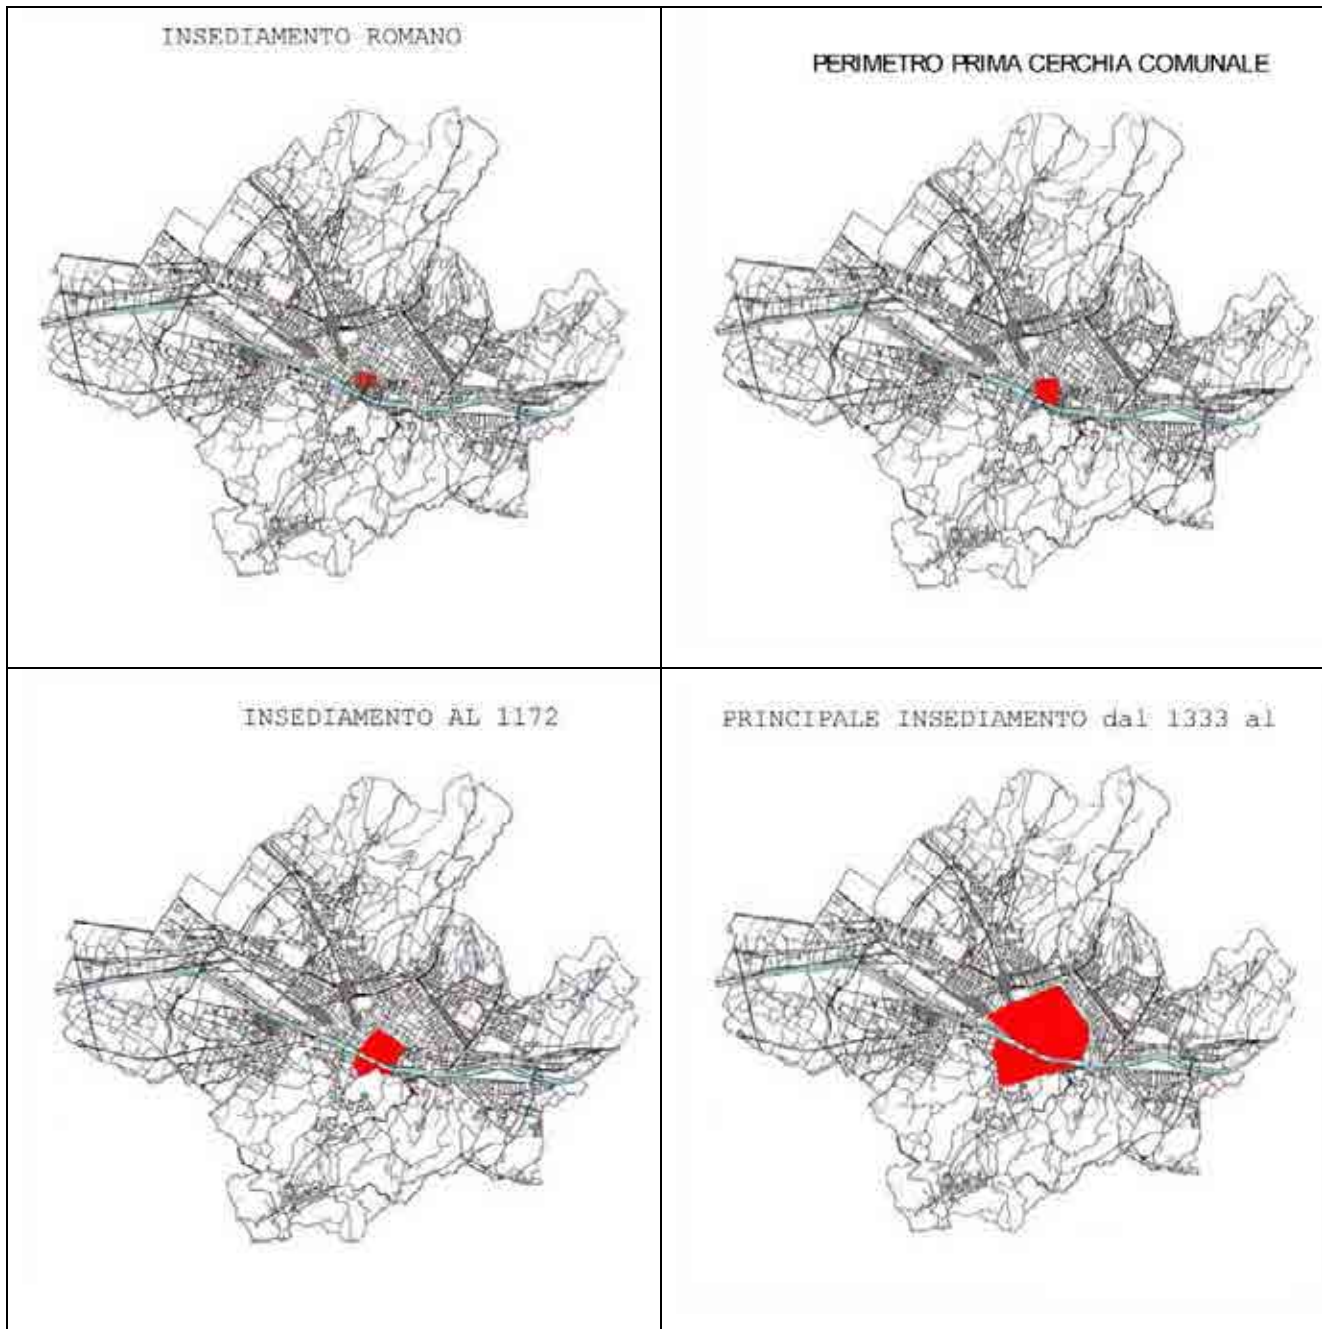 INSEDIAMENTO ROMANO
PERIMETRO PRIMA CERCHIA COMUNALE
INSEDIAMENTO AL 1172
PRINCIPALE INSEDIAMENTO dal 1333 al